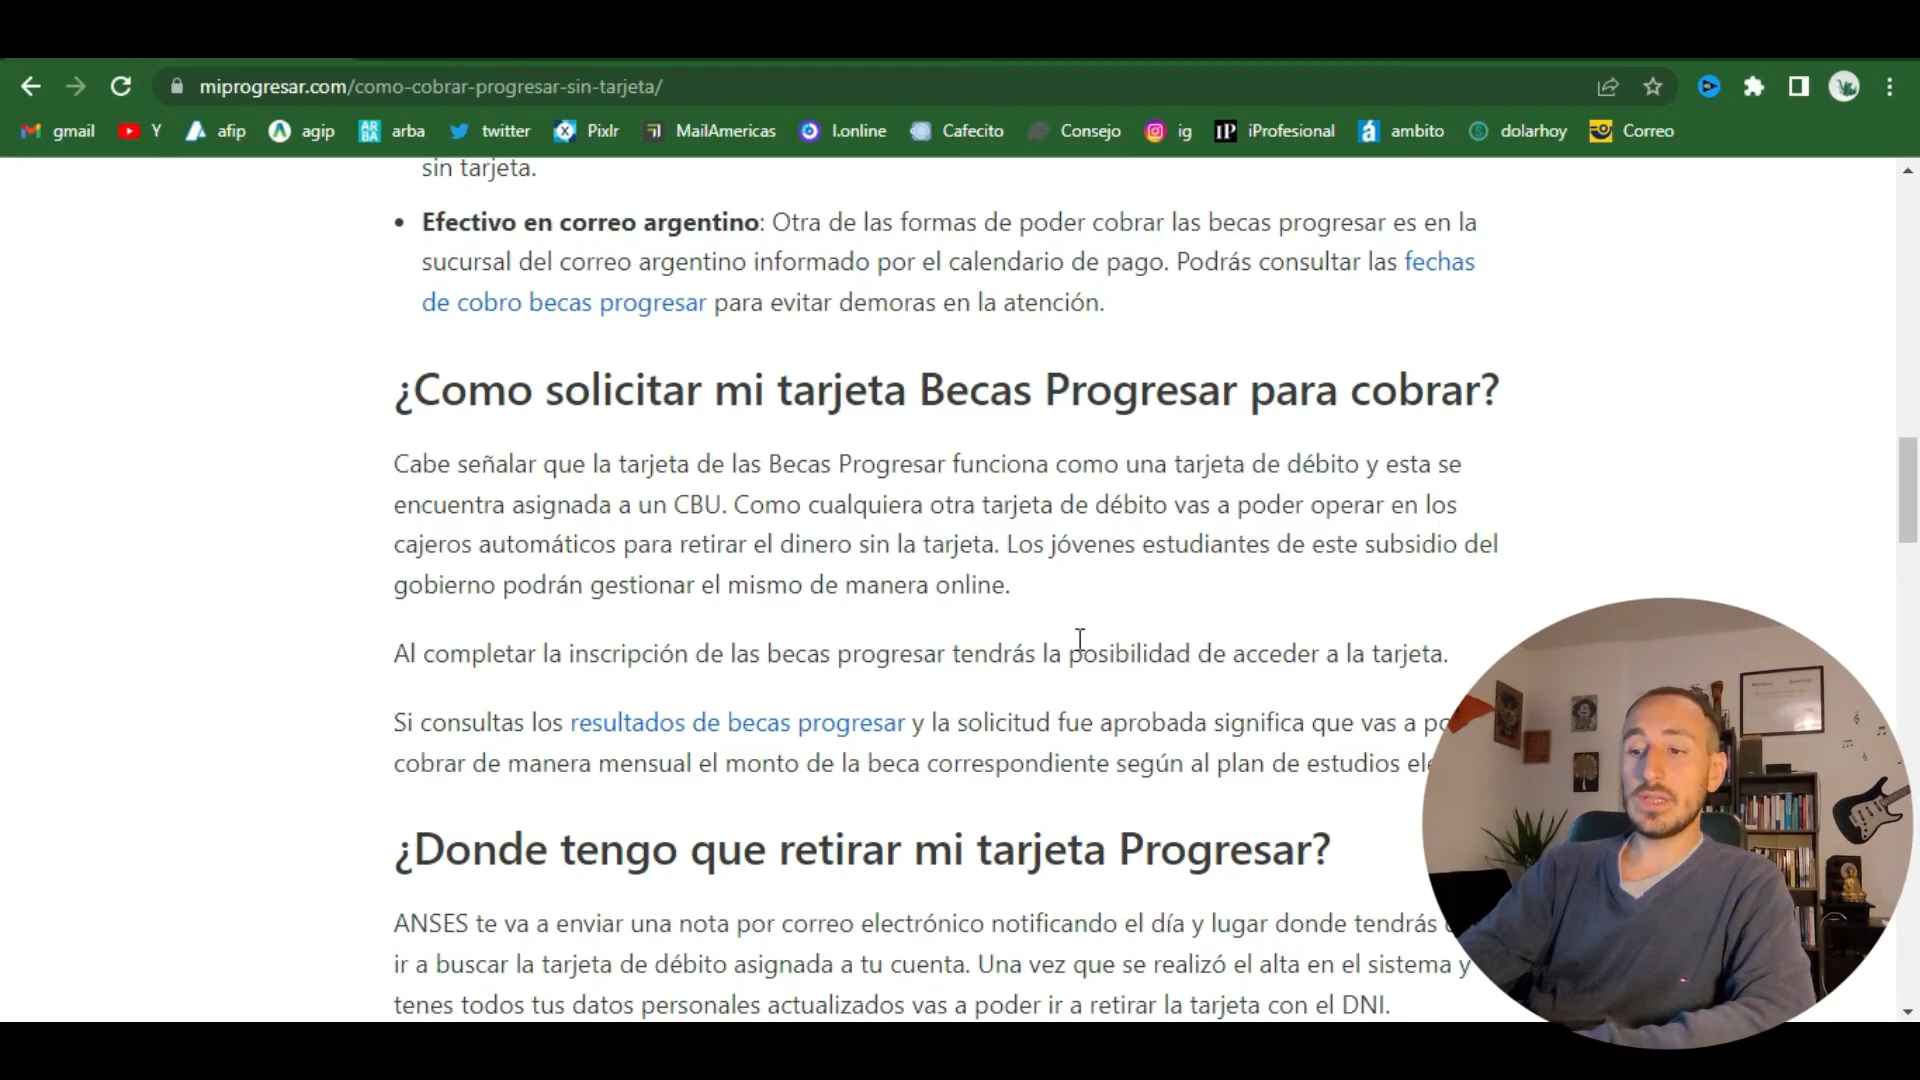 miprogresar.com/como-cobrar-progresar-sin-tarjeta/
gmail Y afip agip arba twitter Pixlr MailAmericas l.online Cafecito Consejo ig iProfesional ambito dolarhoy Correo
sin tarjeta.
• Efectivo en correo argentino: Otra de las formas de poder cobrar las becas progresar es en la
sucursal del correo argentino informado por el calendario de pago. Podrás consultar las fechas
de cobro becas progresar para evitar demoras en la atención.
¿Como solicitar mi tarjeta Becas Progresar para cobrar?
Cabe señalar que la tarjeta de las Becas Progresar funciona como una tarjeta de débito y esta se
encuentra asignada a un CBU. Como cualquiera otra tarjeta de débito vas a poder operar en los
cajeros automáticos para retirar el dinero sin la tarjeta. Los jóvenes estudiantes de este subsidio del
gobierno podrán gestionar el mismo de manera online.
Al completar la inscripción de las becas progresar tendrás la posibilidad de acceder a la tarjeta.
Si consultas los resultados de becas progresar y la solicitud fue aprobada significa que vas a
cobrar de manera mensual el monto de la beca correspondiente según al plan de estudios
¿Donde tengo que retirar mi tarjeta Progresar?
ANSES te va a enviar una nota por correo electrónico notificando el día y lugar donde tendrás
ir a buscar la tarjeta de débito asignada a tu cuenta. Una vez que se realizó el alta en el sistema y
tenes todos tus datos personales actualizados vas a poder ir a retirar la tarjeta con el DNI.